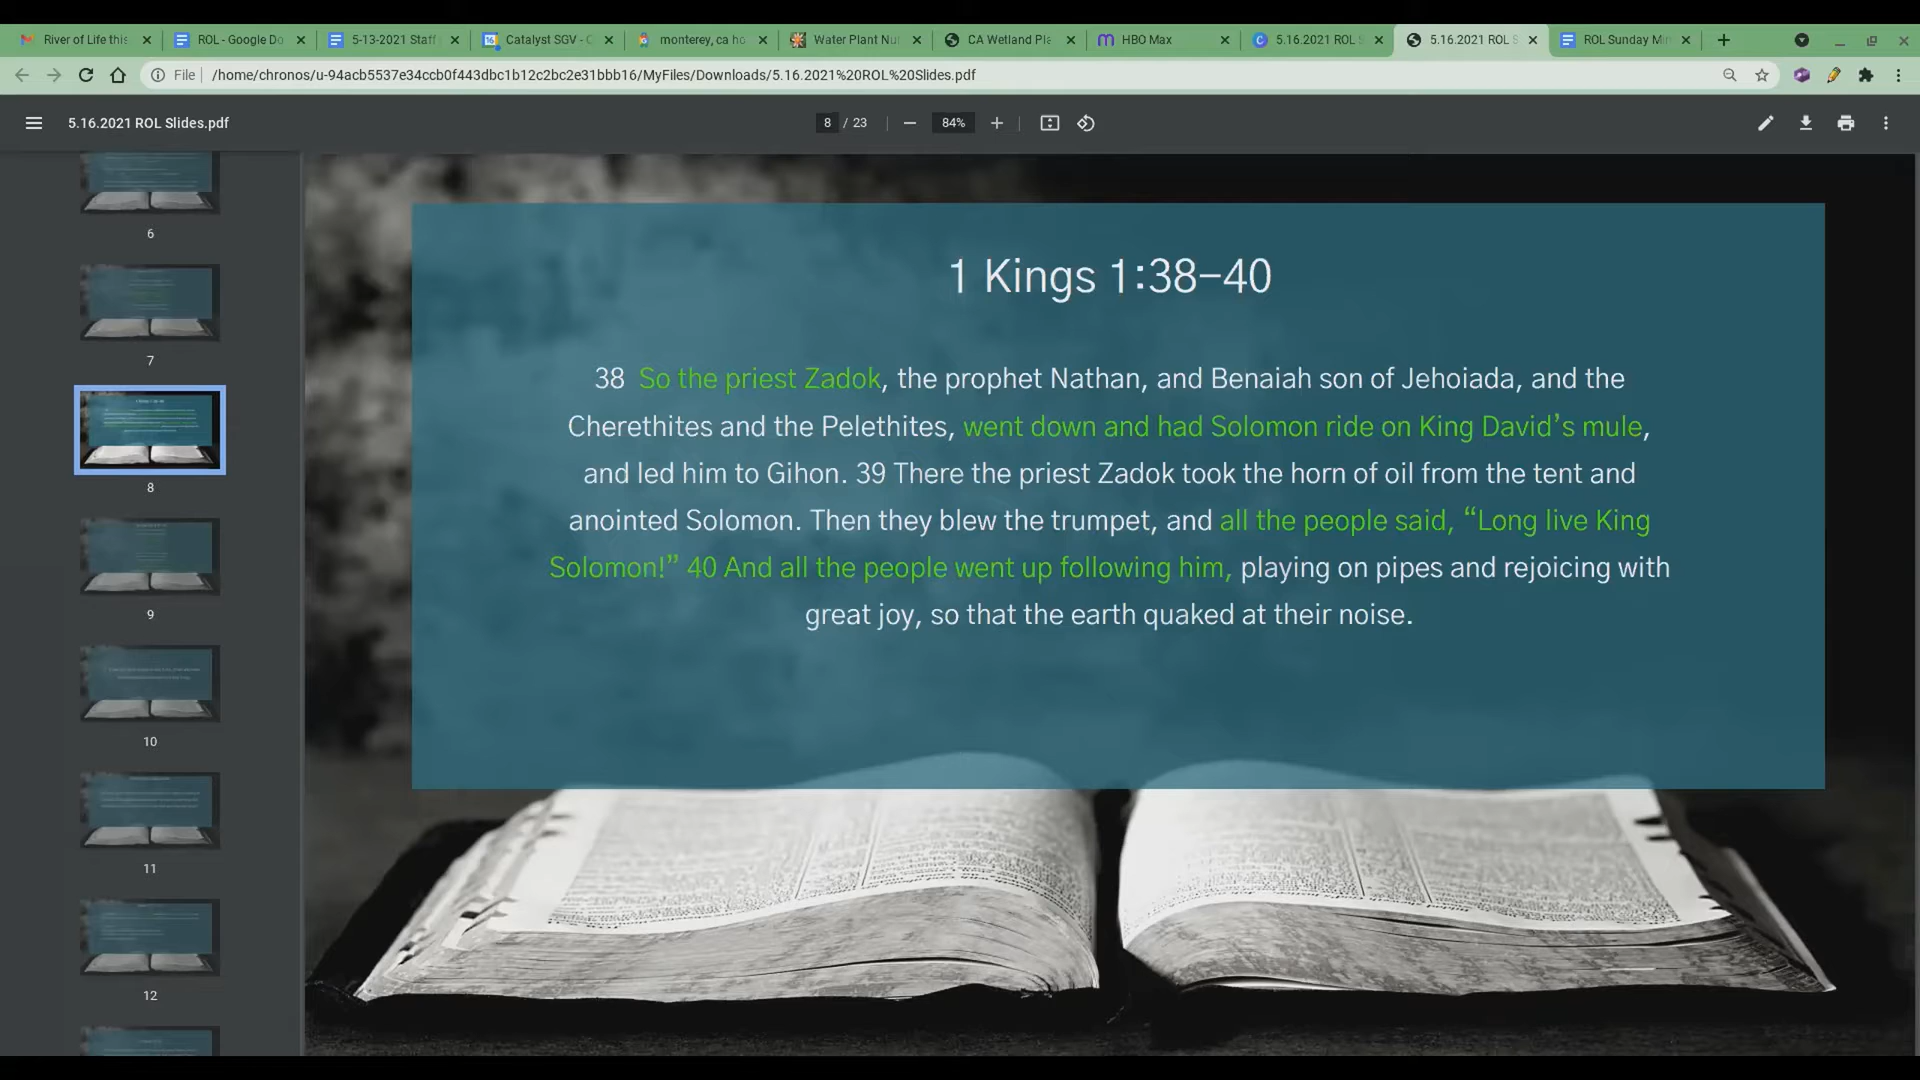 River of Life this
ROL - Google Do
5-13-2021 Staff
Catalyst SGV - C
monterey, ca ho
Water Plant Nu
CA Wetland Pla
HBO Max
5.16.2021 ROL S
5.16.2021 ROL S
ROL Sunday Min
File /home/chronos/u-94acb5537e34ccb0f443dbc1b12c2bc2e31bbb16/MyFiles/Downloads/5.16.2021%20ROL%20Slides.pdf
5.16.2021 ROL Slides.pdf
8 / 23
84%
6
7
8
9
10
11
12
1 Kings 1:38–40
38 So the priest Zadok, the prophet Nathan, and Benaiah son of Jehoiada, and the
Cherethites and the Pelethites, went down and had Solomon ride on King David’s mule,
and led him to Gihon. 39 There the priest Zadok took the horn of oil from the tent and
anointed Solomon. Then they blew the trumpet, and all the people said, “Long live King
Solomon!” 40 And all the people went up following him, playing on pipes and rejoicing with
great joy, so that the earth quaked at their noise.